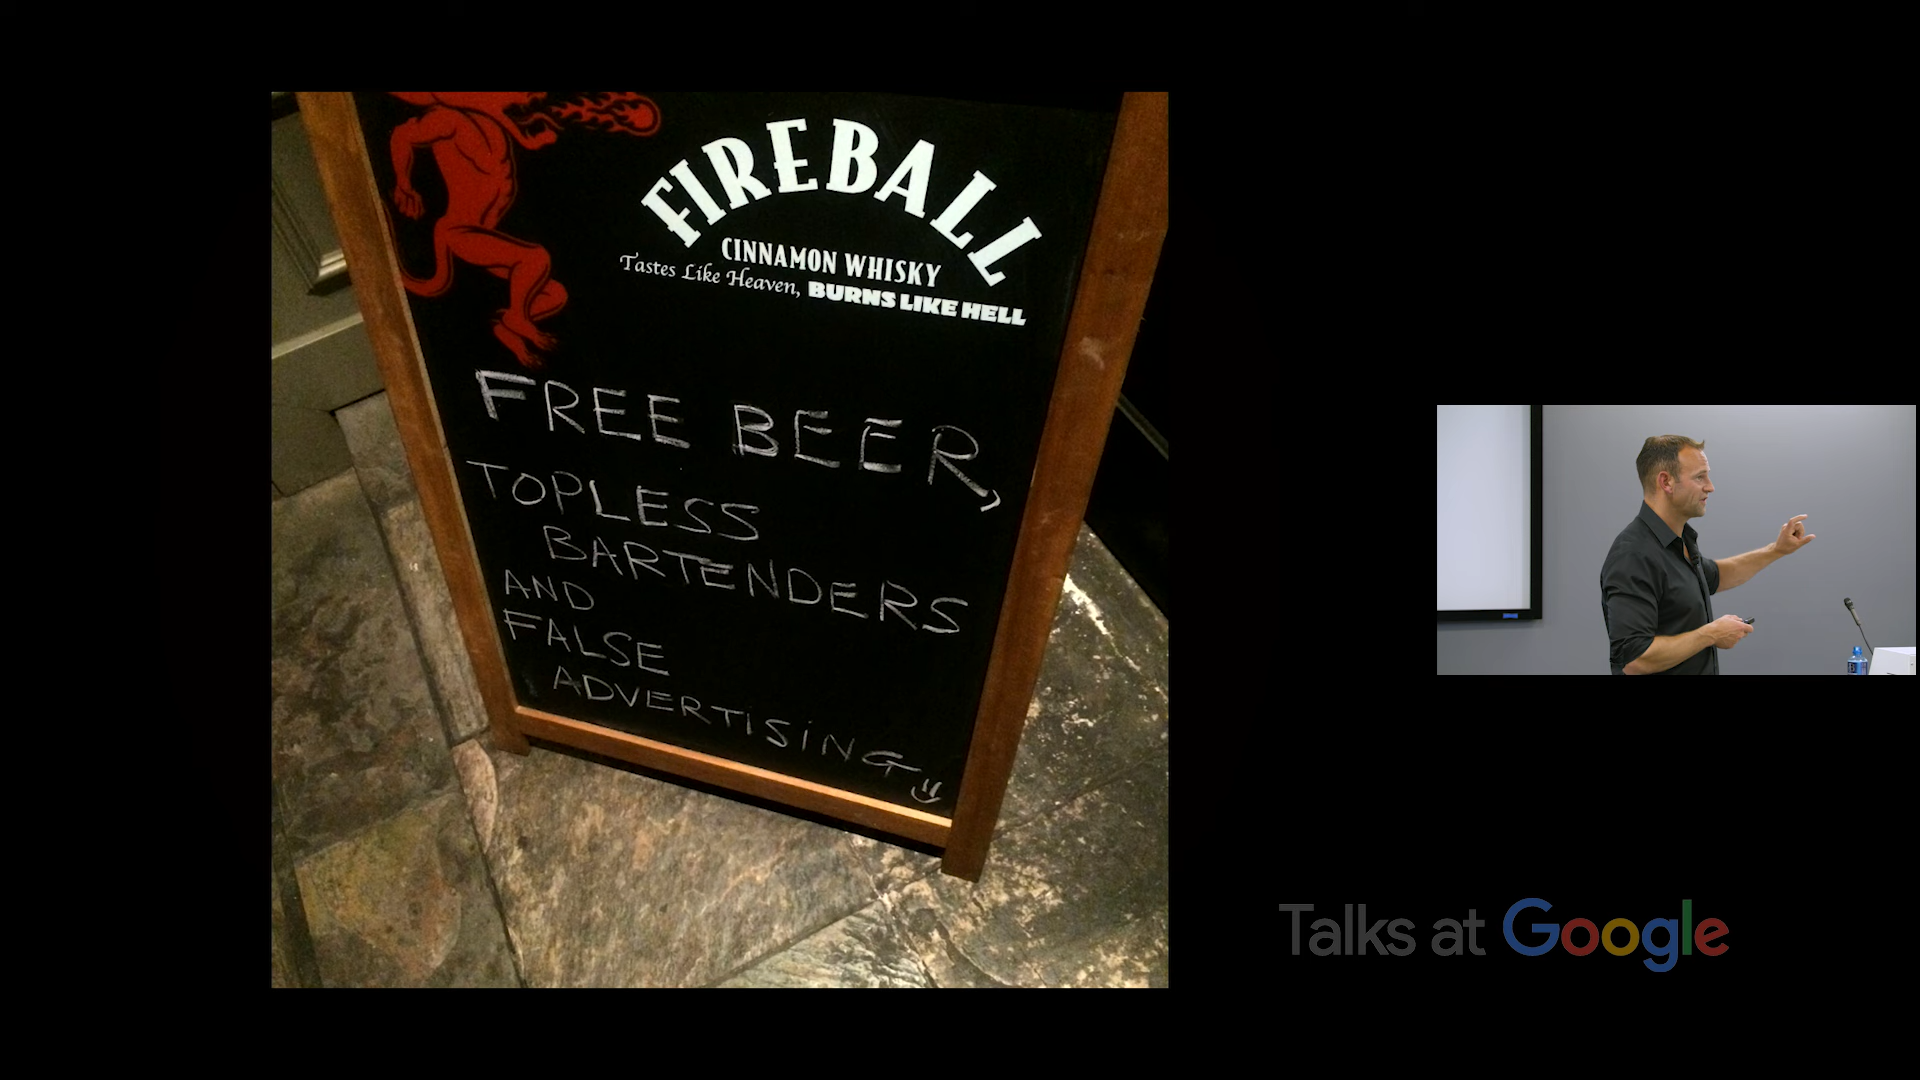 FIREBALL
CINNAMON WHISKY
Tastes Like Heaven, BURNS LIKE HELL
FREE BEER,
TOPLESS
BARTENDERS
AND
FALSE
ADVERTISING
Talks at Google